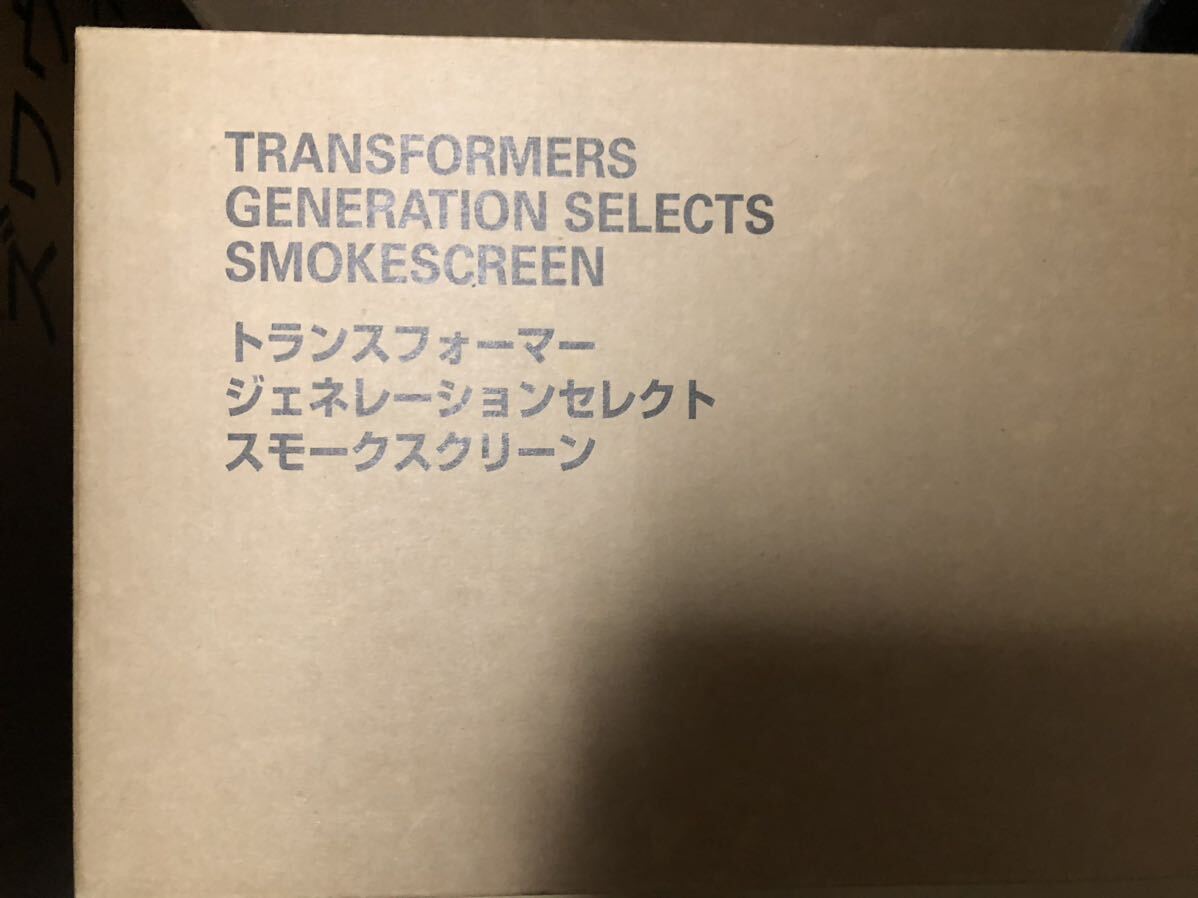 TRANSFORMERS
GENERATION SELECTS
SMOKESCREEN
トランスフォーマー
ジェネレーションセレクト
スモークスクリーン